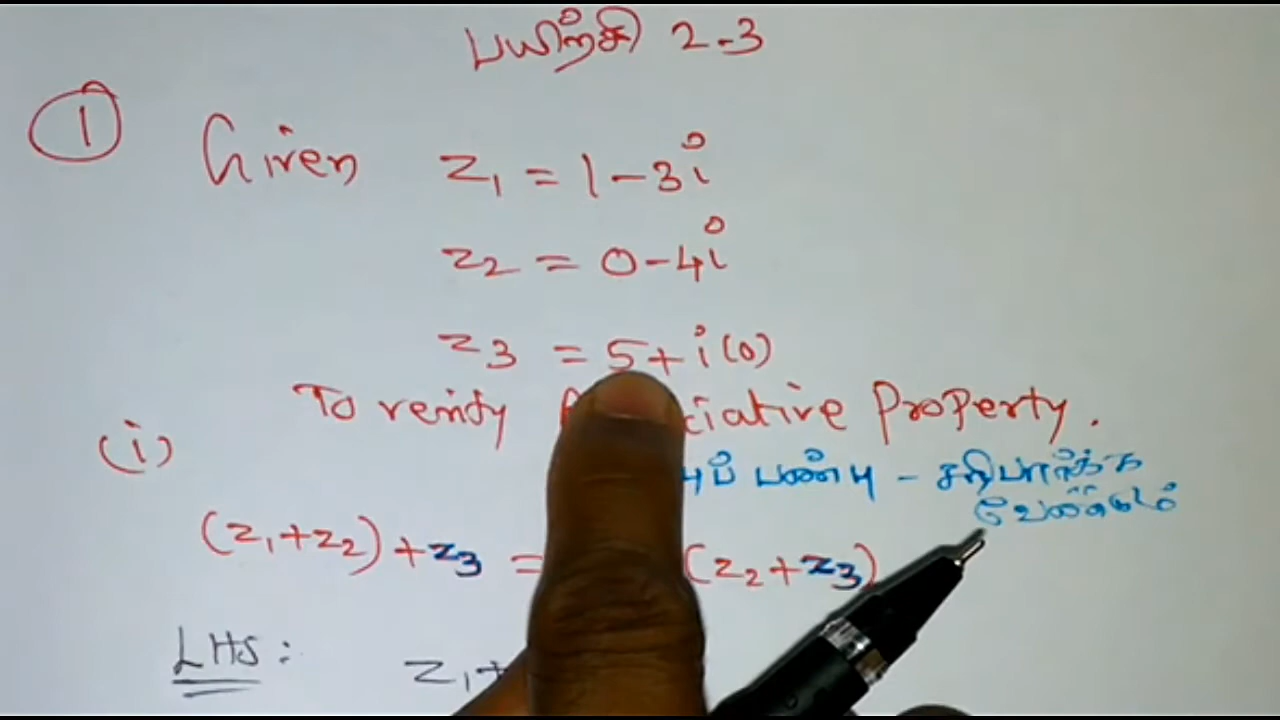 பயிற்சி 2-3
① Given z₁ = 1 - 3i
z₂ = 0 - 4i
z₃ = 5 + i(0)
To verify Property.
(i) பண்பு - சரிபார்க்க
வேண்டும்
(z₁+z₂)+z₃ = (z₂+z₃)
LHS: z₁+